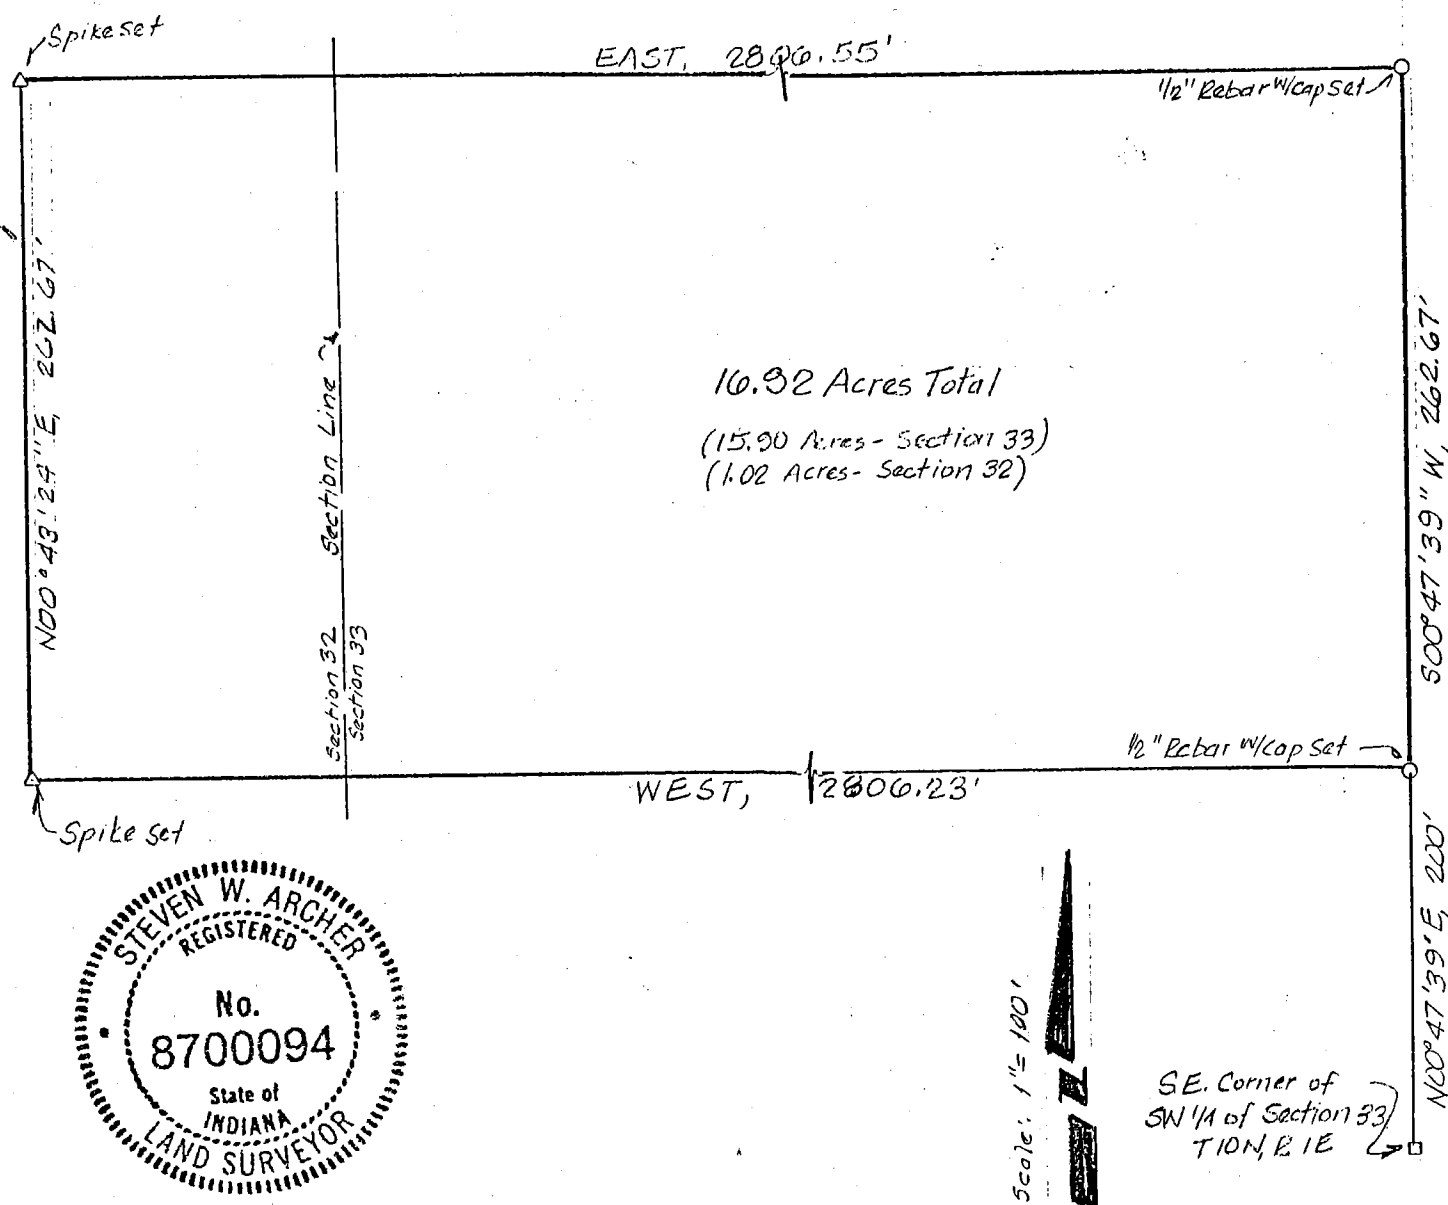 Spike set
EAST, 2806.55'
1/2" Rebar w/cap set
N00°43'24"E, 262.67'
Section Line
Section 32
Section 33
16.92 Acres Total
(15.90 Acres - Section 33)
(1.02 Acres - Section 32)
S00°47'39"W, 262.67'
1/2" Rebar w/cap set
WEST, 2806.23'
Spike set
N00°47'39"E, 200'
STEVEN W. ARCHER
REGISTERED
No.
8700094
State of
INDIANA
LAND SURVEYOR
Scale: 1"= 100'
S.E. Corner of
SW 1/4 of Section 33
T10N, R1E